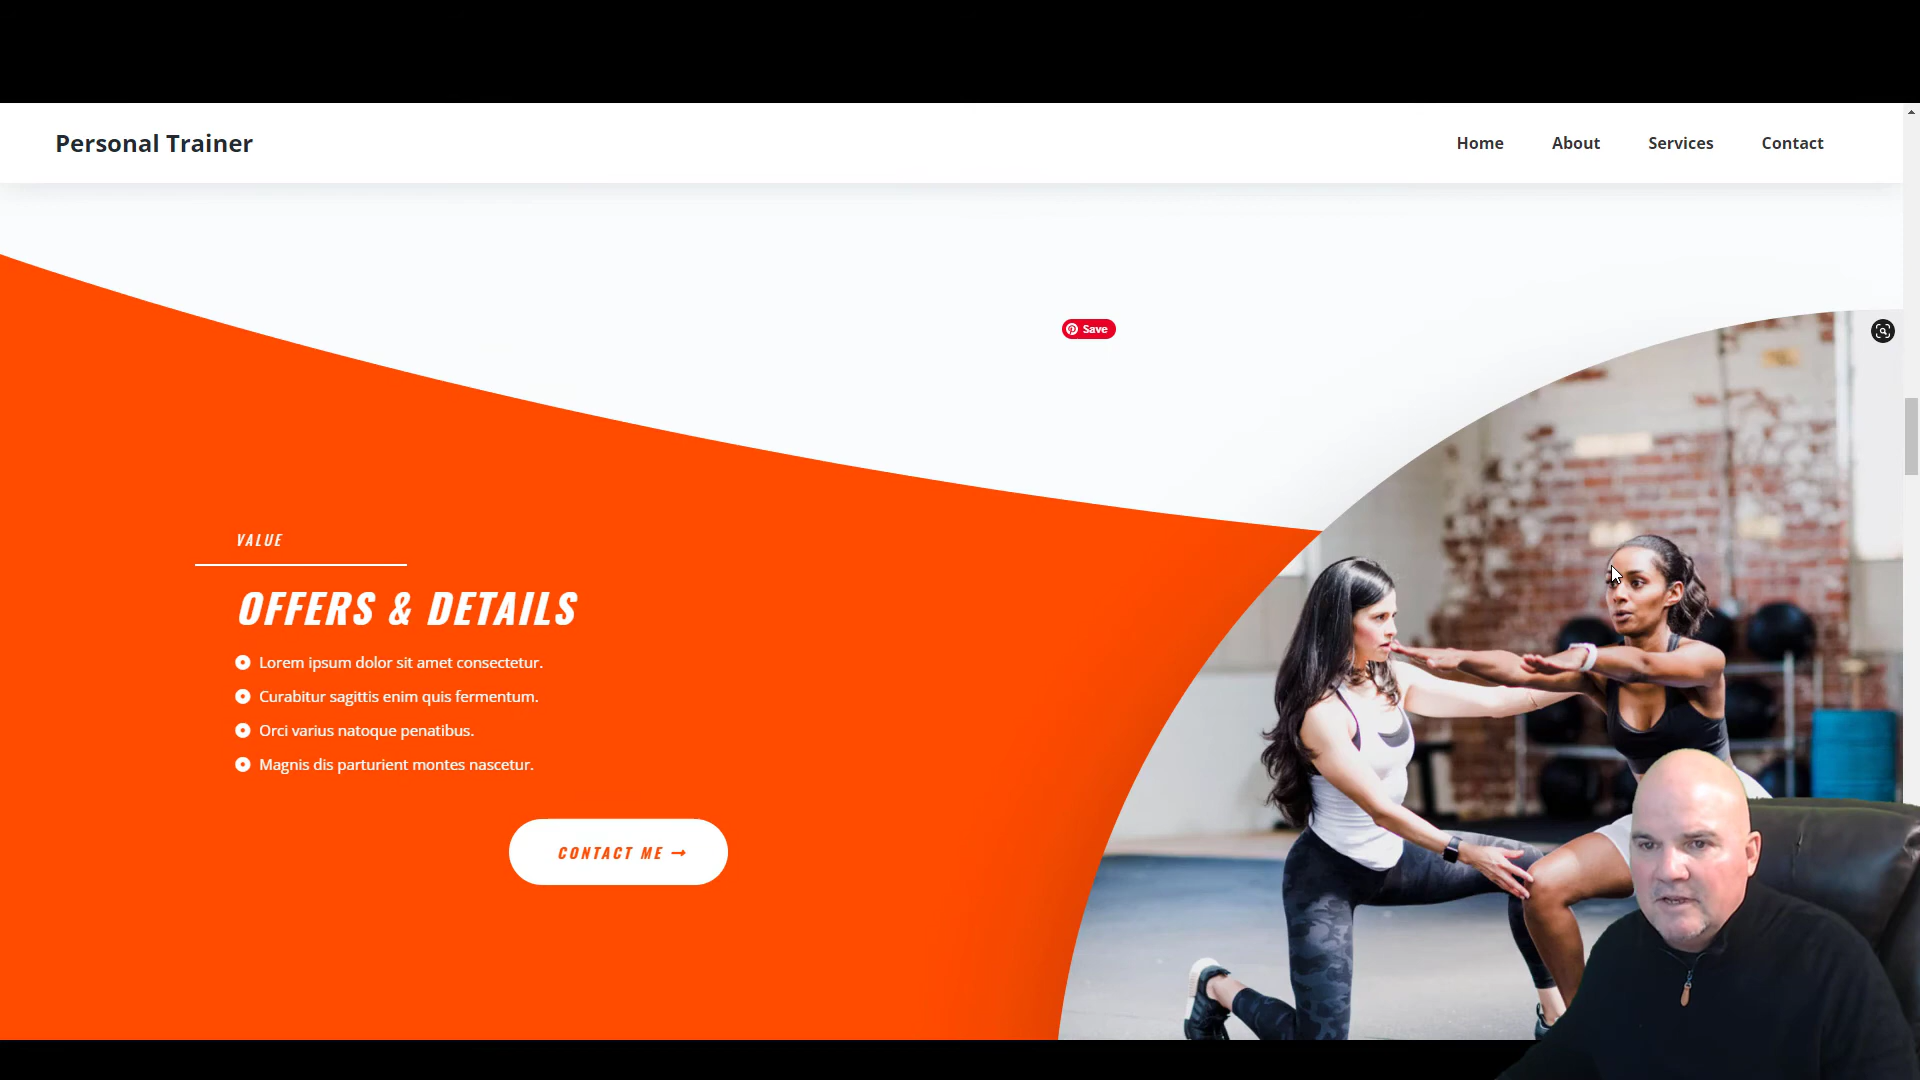 Personal Trainer
Home
About
Services
Contact
Save
VALUE
OFFERS & DETAILS
Lorem ipsum dolor sit amet consectetur.
Curabitur sagittis enim quis fermentum.
Orci varius natoque penatibus.
Magnis dis parturient montes nascetur.
CONTACT ME →